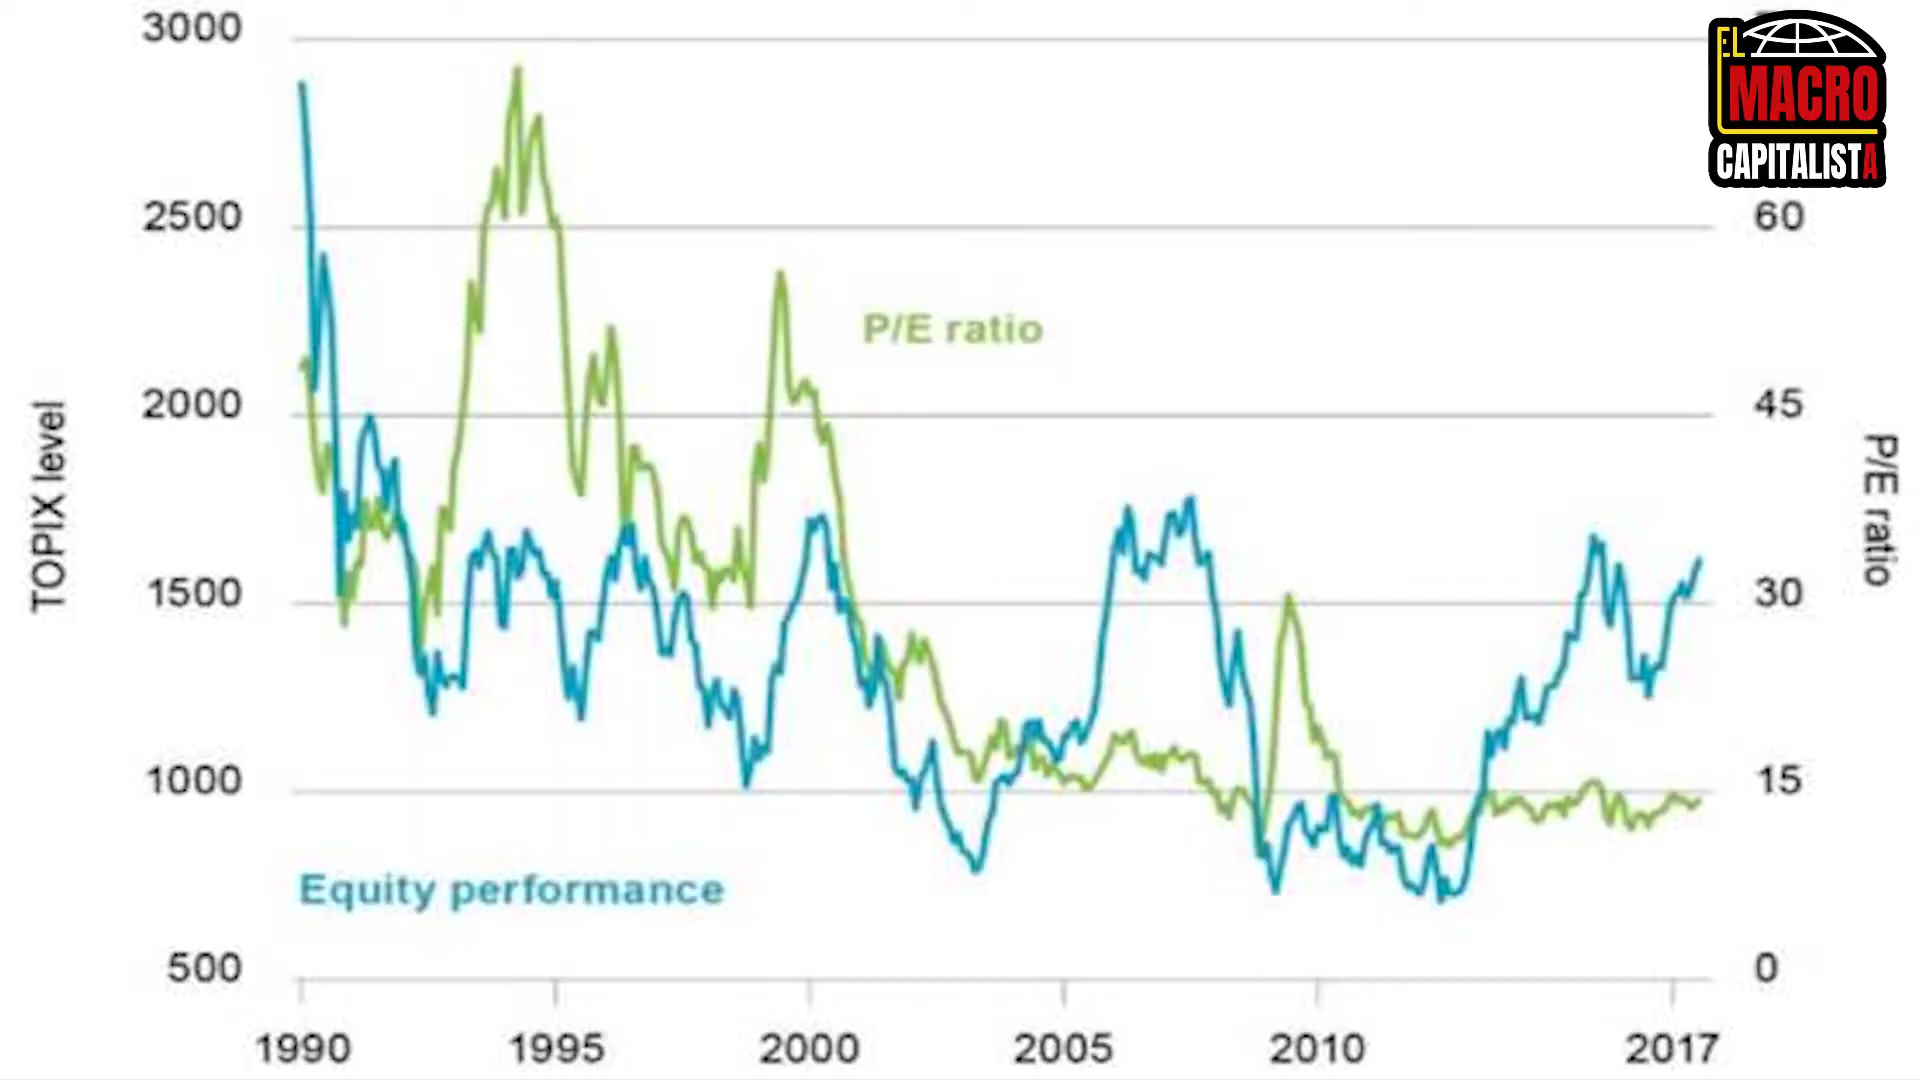 3000
2500
2000
1500
1000
500
TOPIX level
P/E ratio
Equity performance
60
45
30
15
0
P/E ratio
1990
1995
2000
2005
2010
2017
EL
MACRO
CAPITALISTA